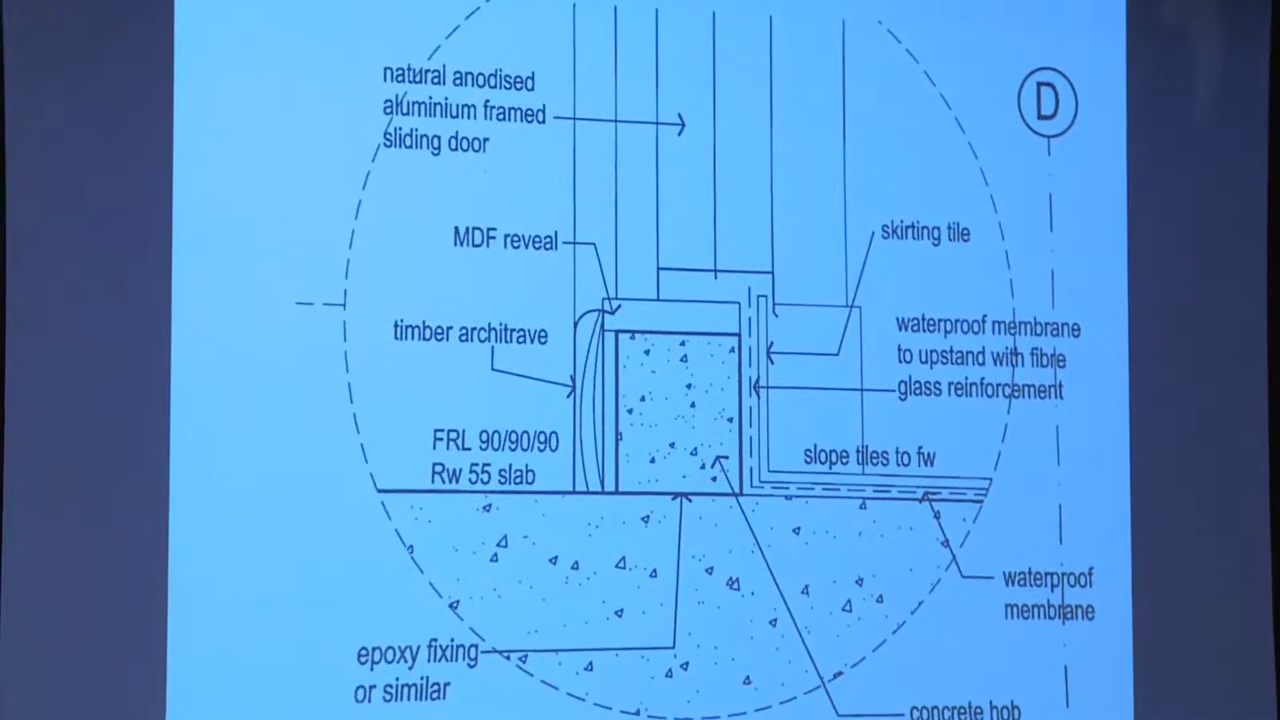 natural anodised
aluminium framed
sliding door
D
MDF reveal
skirting tile
timber architrave
waterproof membrane
to upstand with fibre
glass reinforcement
FRL 90/90/90
Rw 55 slab
slope tiles to fw
waterproof
membrane
epoxy fixing
or similar
concrete hob